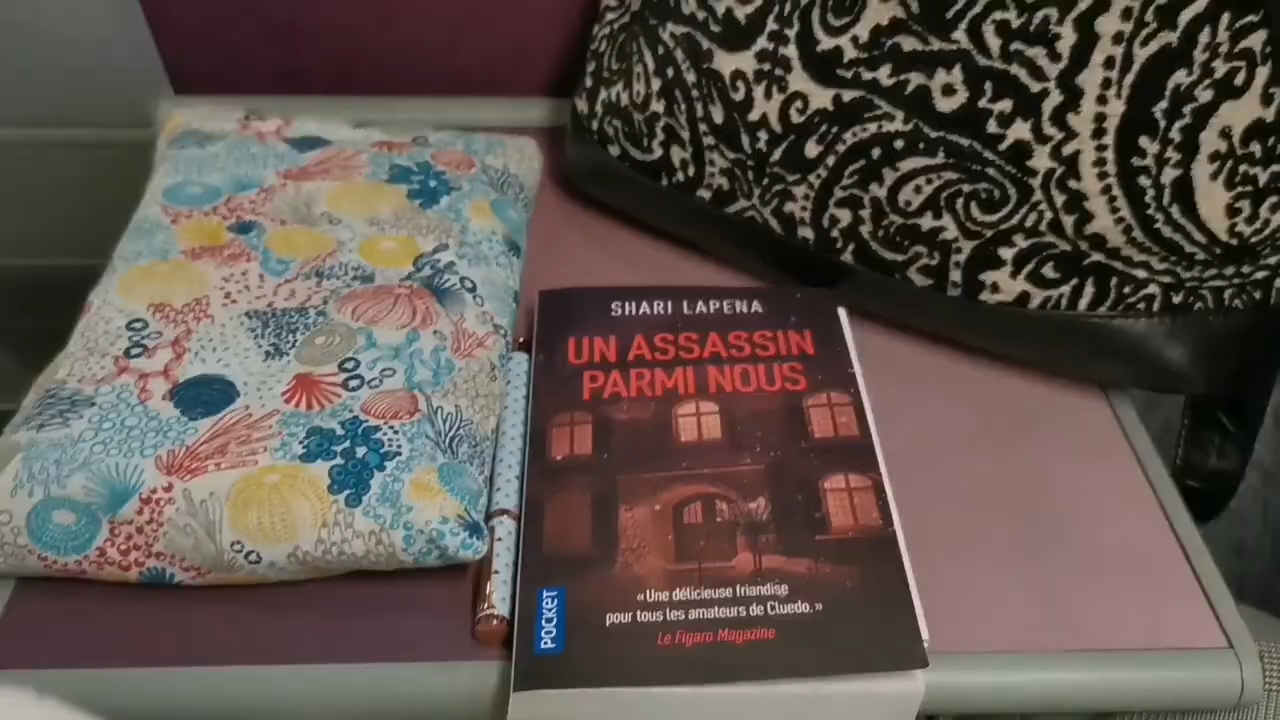 SHARI LAPENA
UN ASSASSIN
PARMI NOUS
« Une délicieuse friandise
pour tous les amateurs de Cluedo. »
Le Figaro Magazine
POCKET